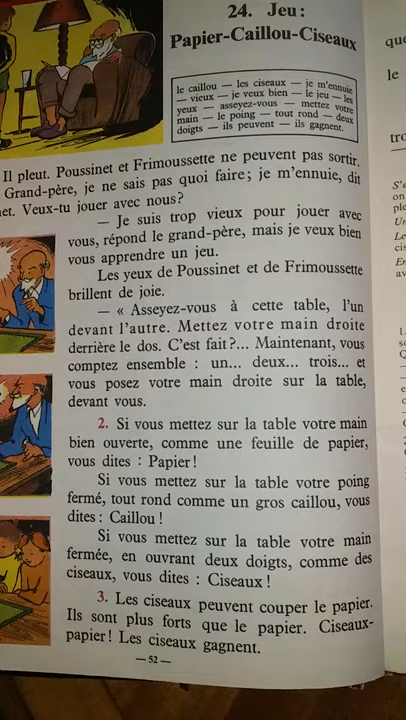 24. Jeu :
Papier-Caillou-Ciseaux
le caillou — les ciseaux — je m'ennuie
— vieux — je veux bien — le jeu — les
yeux — asseyez-vous — mettez votre
main — le poing — tout rond — deux
doigts — ils peuvent — ils gagnent.
Il pleut. Poussinet et Frimoussette ne peuvent pas sortir.
Grand-père, je ne sais pas quoi faire ; je m'ennuie, dit
net. Veux-tu jouer avec nous ?
— Je suis trop vieux pour jouer avec
vous, répond le grand-père, mais je veux bien
vous apprendre un jeu.
Les yeux de Poussinet et de Frimoussette
brillent de joie.
— « Asseyez-vous à cette table, l'un
devant l'autre. Mettez votre main droite
derrière le dos. C'est fait ?... Maintenant, vous
comptez ensemble : un... deux... trois... et
vous posez votre main droite sur la table,
devant vous.
2. Si vous mettez sur la table votre main
bien ouverte, comme une feuille de papier,
vous dites : Papier !
Si vous mettez sur la table votre poing
fermé, tout rond comme un gros caillou, vous
dites : Caillou !
Si vous mettez sur la table votre main
fermée, en ouvrant deux doigts, comme des
ciseaux, vous dites : Ciseaux !
3. Les ciseaux peuvent couper le papier.
Ils sont plus forts que le papier. Ciseaux-
papier ! Les ciseaux gagnent.
— 52 —
que
le
tro